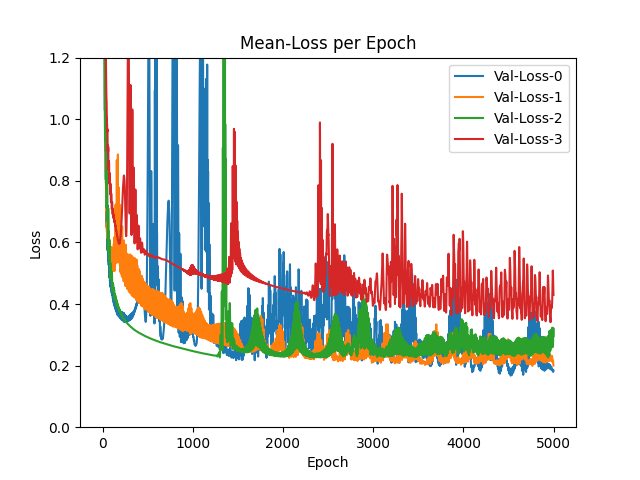 Mean-Loss per Epoch
1.2
1.0
0.8
0.6
0.4
0.2
0.0
Loss
Val-Loss-0
Val-Loss-1
Val-Loss-2
Val-Loss-3
0 1000 2000 3000 4000 5000
Epoch